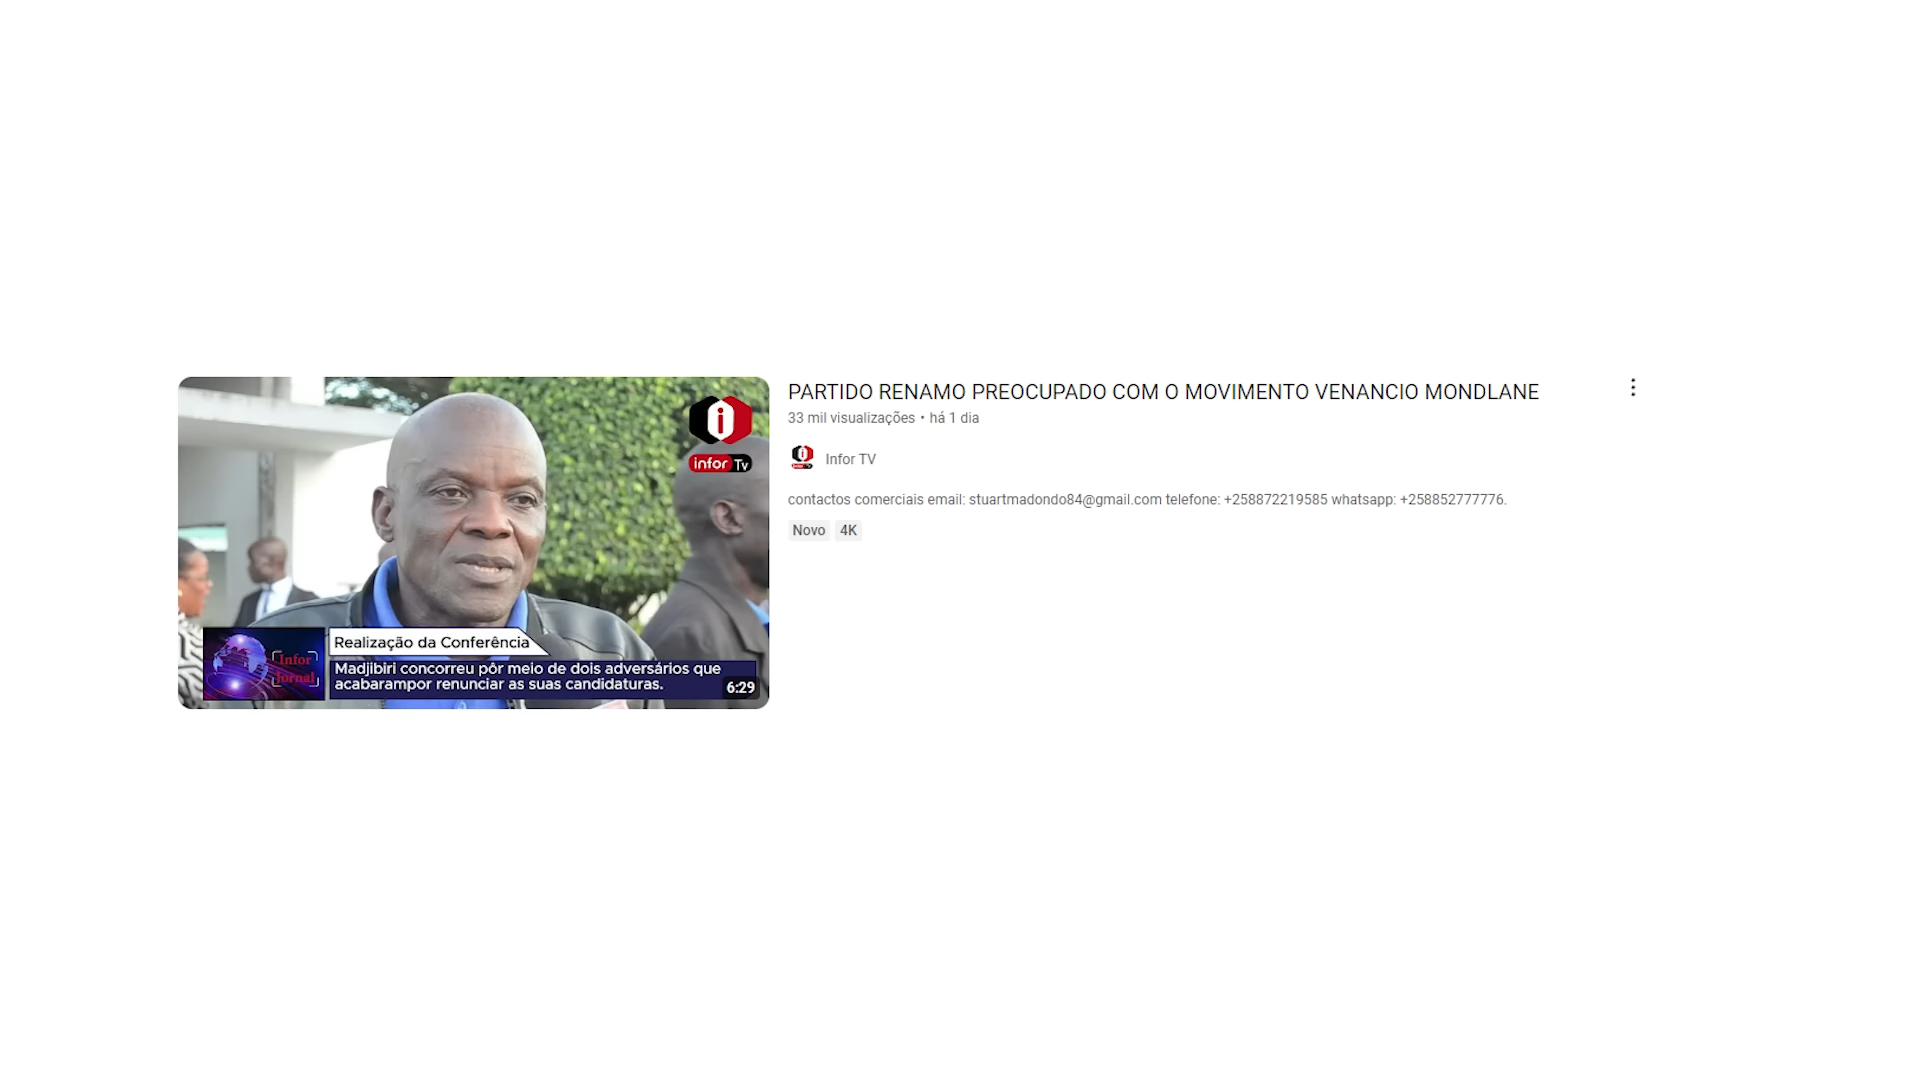 infor Tv
Infor
Jornal
Realização da Conferência
Madjibiri concorreu pôr meio de dois adversários que
acabarampor renunciar as suas candidaturas.
6:29
PARTIDO RENAMO PREOCUPADO COM O MOVIMENTO VENANCIO MONDLANE
33 mil visualizações • há 1 dia
Infor TV
contactos comerciais email: stuartmadondo84@gmail.com telefone: +258872219585 whatsapp: +258852777776.
Novo 4K